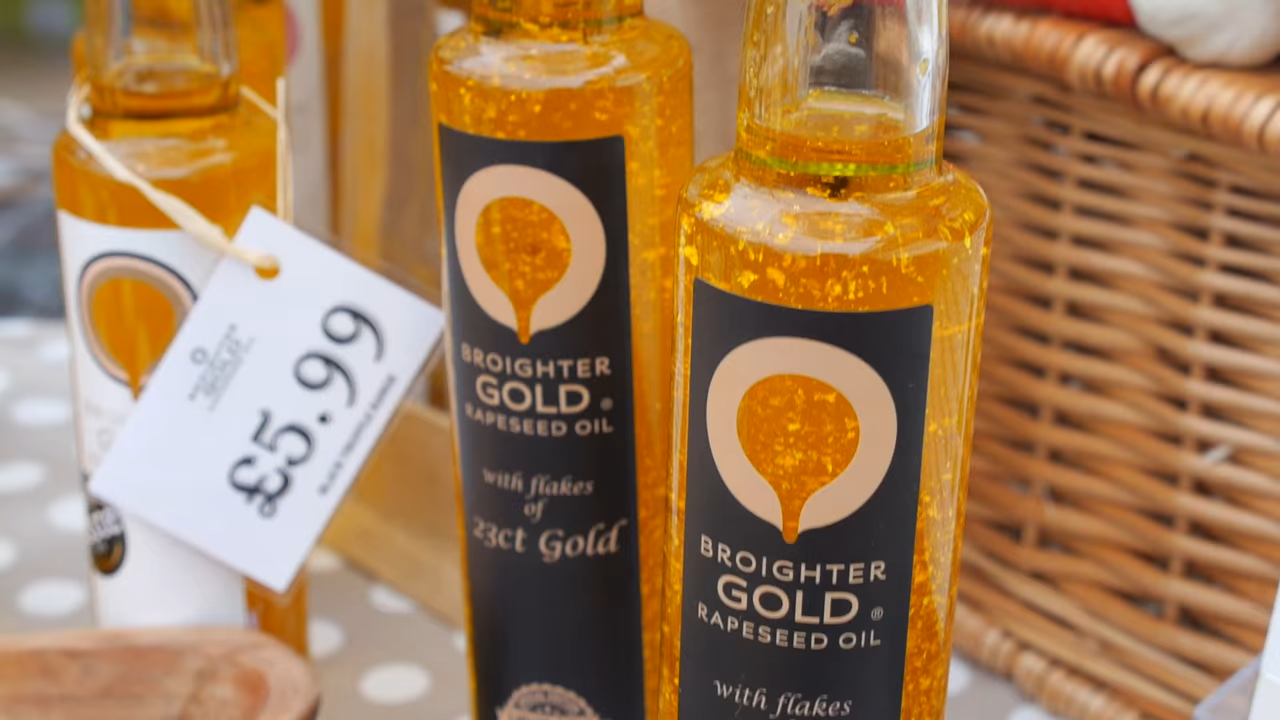 £5.99
BROIGHTER
GOLD ®
RAPESEED OIL
with flakes
of
23ct Gold
BROIGHTER
GOLD ®
RAPESEED OIL
with flakes